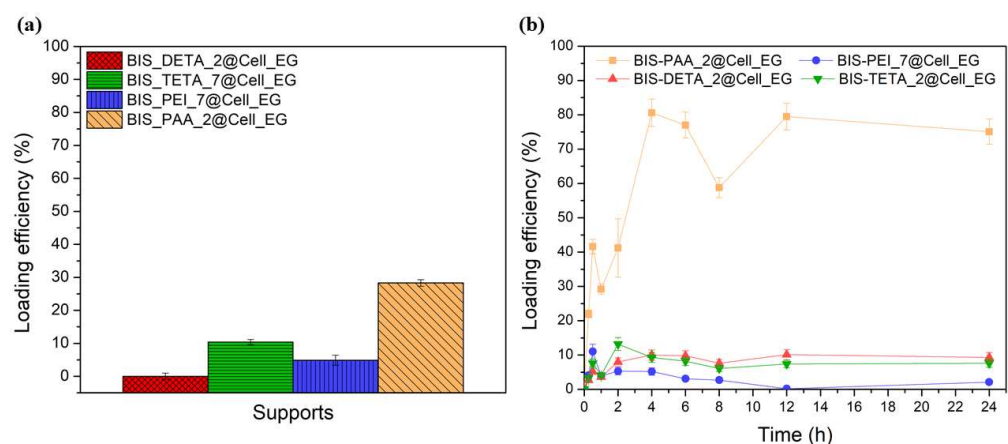 (a)
100
90
80
70
60
50
40
30
20
10
0
Loading efficiency (%)
BIS_DETA_2@Cell_EG
BIS_TETA_7@Cell_EG
BIS_PEI_7@Cell_EG
BIS_PAA_2@Cell_EG
Supports
(b)
100
90
80
70
60
50
40
30
20
10
0
Loading efficiency (%)
BIS-PAA_2@Cell_EG BIS-PEI_7@Cell_EG
BIS-DETA_2@Cell_EG BIS-TETA_2@Cell_EG
0 2 4 6 8 10 12 14 16 18 20 22 24
Time (h)